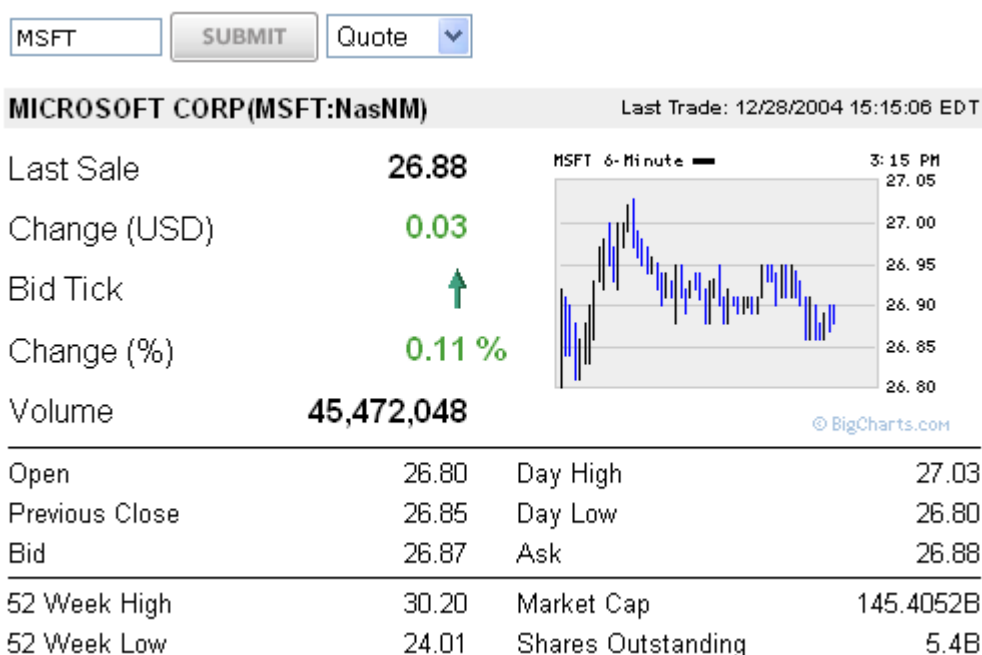 MSFT SUBMIT Quote
MICROSOFT CORP(MSFT:NasNM) Last Trade: 12/28/2004 15:15:06 EDT
Last Sale 26.88
Change (USD) 0.03
Bid Tick
Change (%) 0.11 %
Volume 45,472,048
MSFT 6-Minute 3:15 PM
27.05
27.00
26.95
26.90
26.85
26.80
© BigCharts.com
Open 26.80 Day High 27.03
Previous Close 26.85 Day Low 26.80
Bid 26.87 Ask 26.88
52 Week High 30.20 Market Cap 145.4052B
52 Week Low 24.01 Shares Outstanding 5.4B